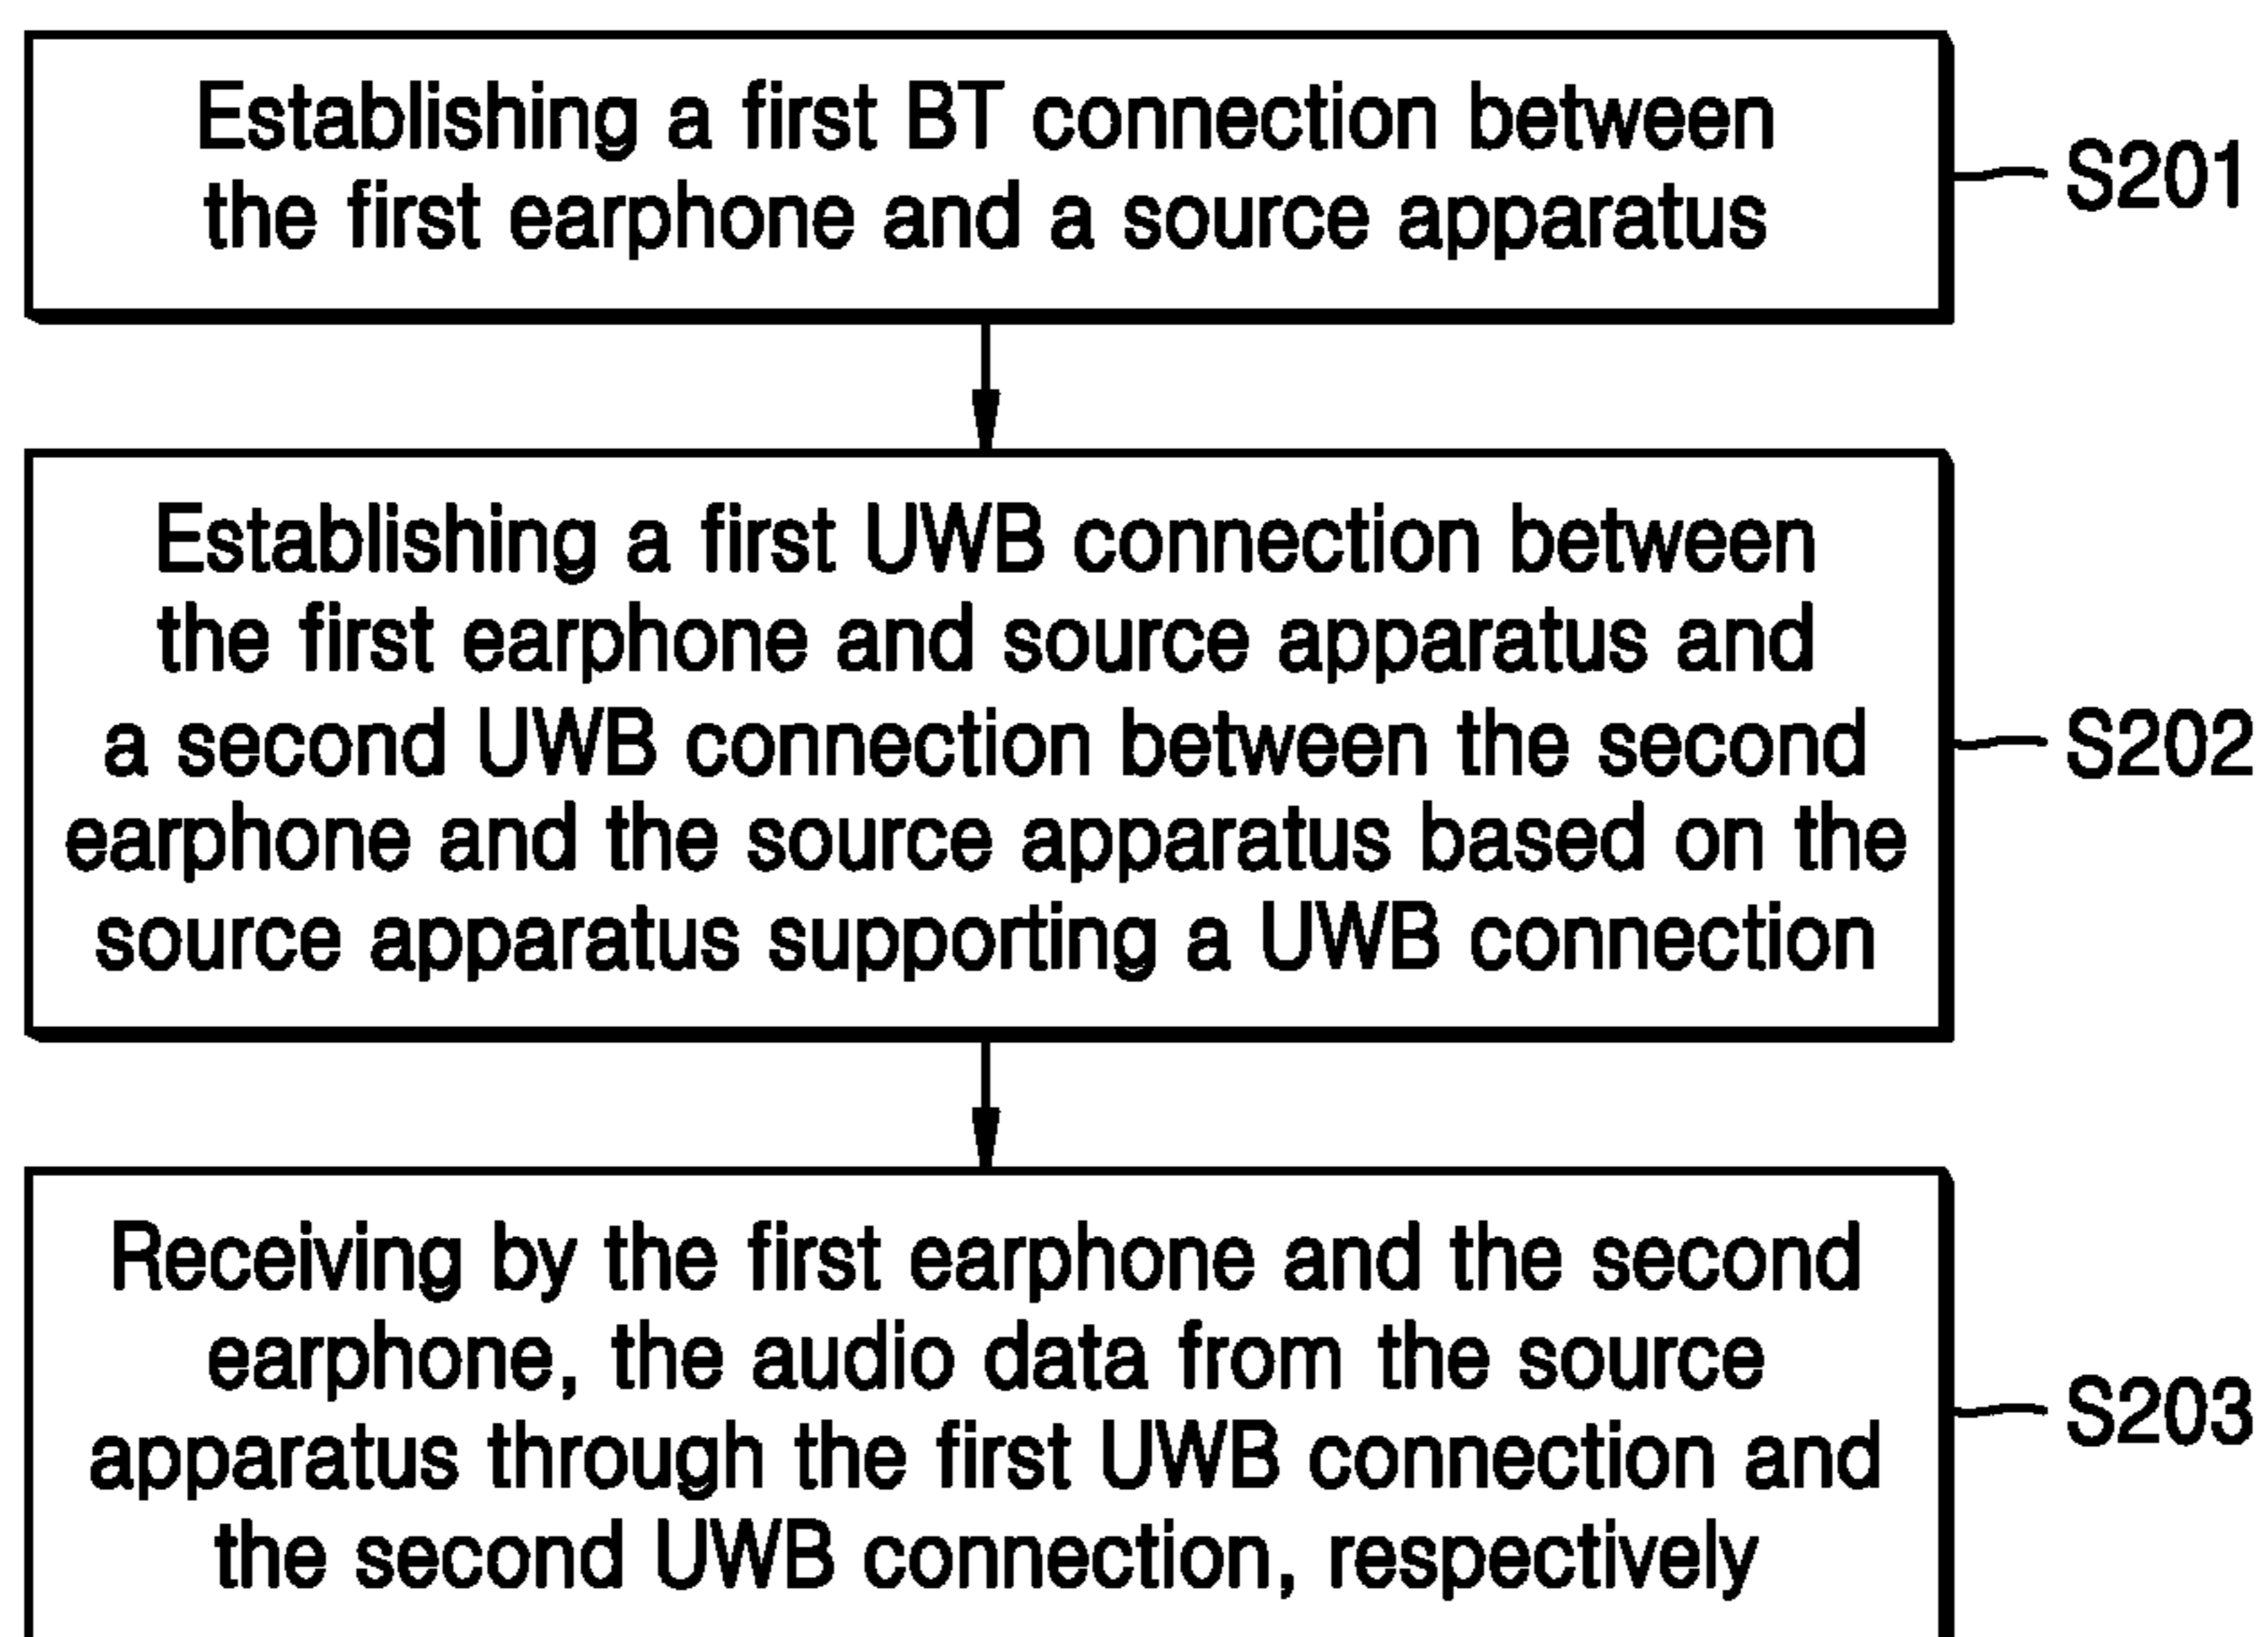 Establishing a first BT connection between
the first earphone and a source apparatus
S201
Establishing a first UWB connection between
the first earphone and source apparatus and
a second UWB connection between the second
earphone and the source apparatus based on the
source apparatus supporting a UWB connection
S202
Receiving by the first earphone and the second
earphone, the audio data from the source
apparatus through the first UWB connection and
the second UWB connection, respectively
S203